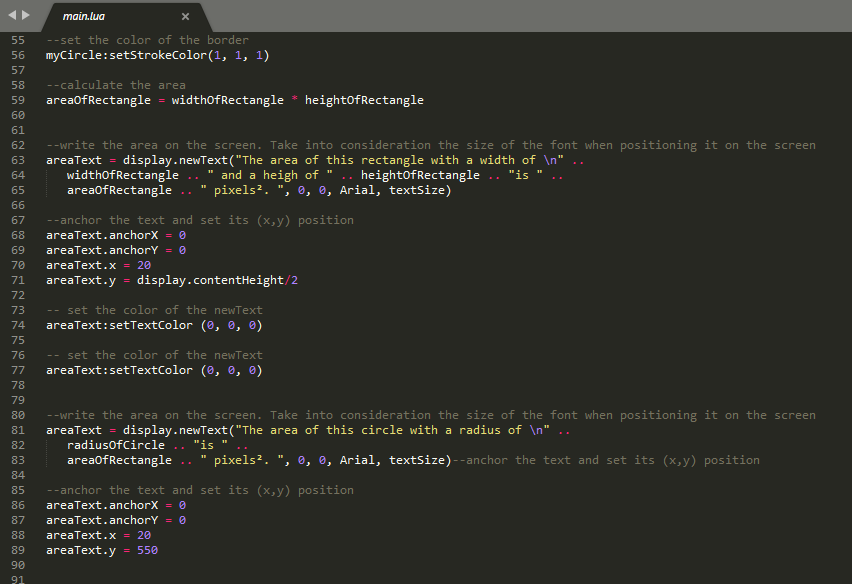 main.lua ×
55 --set the color of the border
56 myCircle:setStrokeColor(1, 1, 1)
57
58 --calculate the area
59 areaOfRectangle = widthOfRectangle * heightOfRectangle
60
61
62 --write the area on the screen. Take into consideration the size of the font when positioning it on the screen
63 areaText = display.newText("The area of this rectangle with a width of \n" ..
64    widthOfRectangle .. " and a heigh of " .. heightOfRectangle .. "is " ..
65    areaOfRectangle .. " pixels². ", 0, 0, Arial, textSize)
66
67 --anchor the text and set its (x,y) position
68 areaText.anchorX = 0
69 areaText.anchorY = 0
70 areaText.x = 20
71 areaText.y = display.contentHeight/2
72
73 -- set the color of the newText
74 areaText:setTextColor (0, 0, 0)
75
76 -- set the color of the newText
77 areaText:setTextColor (0, 0, 0)
78
79
80 --write the area on the screen. Take into consideration the size of the font when positioning it on the screen
81 areaText = display.newText("The area of this circle with a radius of \n" ..
82    radiusOfCircle .. "is " ..
83    areaOfRectangle .. " pixels². ", 0, 0, Arial, textSize)--anchor the text and set its (x,y) position
84
85 --anchor the text and set its (x,y) position
86 areaText.anchorX = 0
87 areaText.anchorY = 0
88 areaText.x = 20
89 areaText.y = 550
90
91